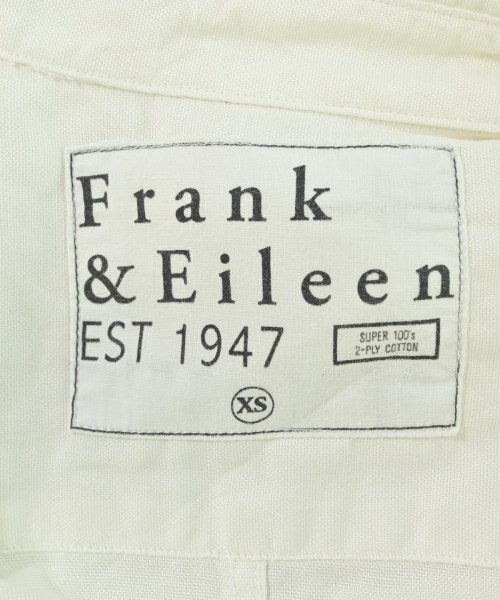 Frank
& Eileen
EST 1947
SUPER 100's
2-PLY COTTON
XS